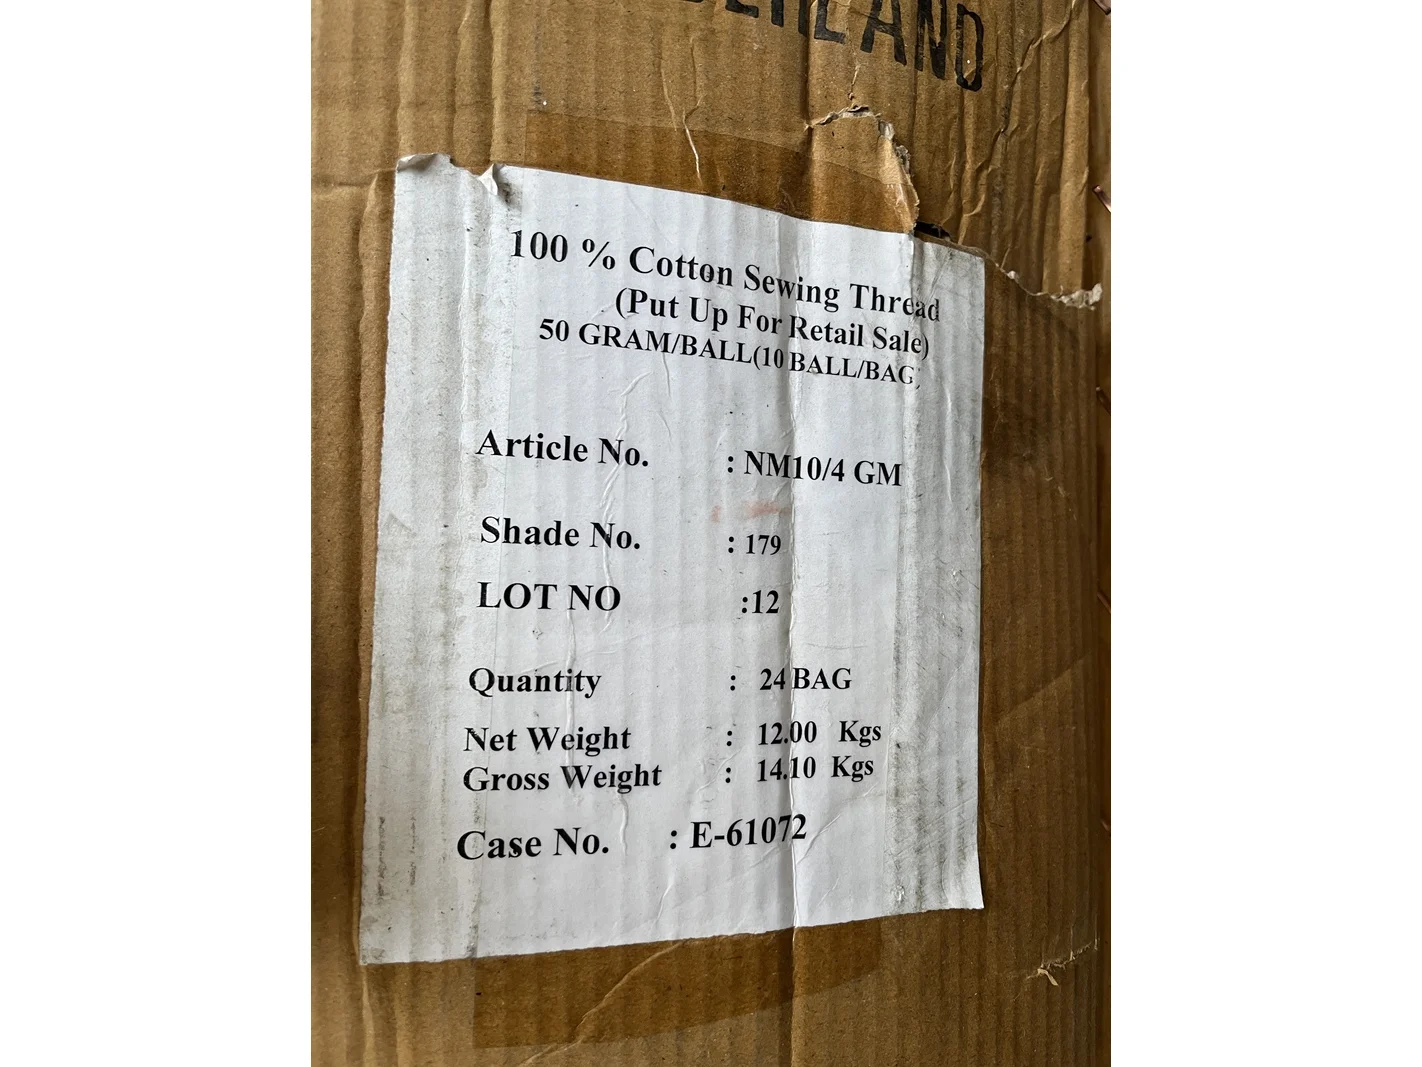 100 % Cotton Sewing Thread
(Put Up For Retail Sale)
50 GRAM/BALL(10 BALL/BAG)
Article No. : NM10/4 GM
Shade No. : 179
LOT NO :12
Quantity : 24 BAG
Net Weight : 12.00 Kgs
Gross Weight : 14.10 Kgs
Case No. : E-61072